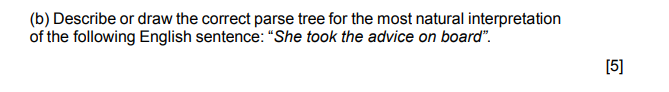 (b) Describe or draw the correct parse tree for the most natural interpretation
of the following English sentence: “She took the advice on board”.
[5]